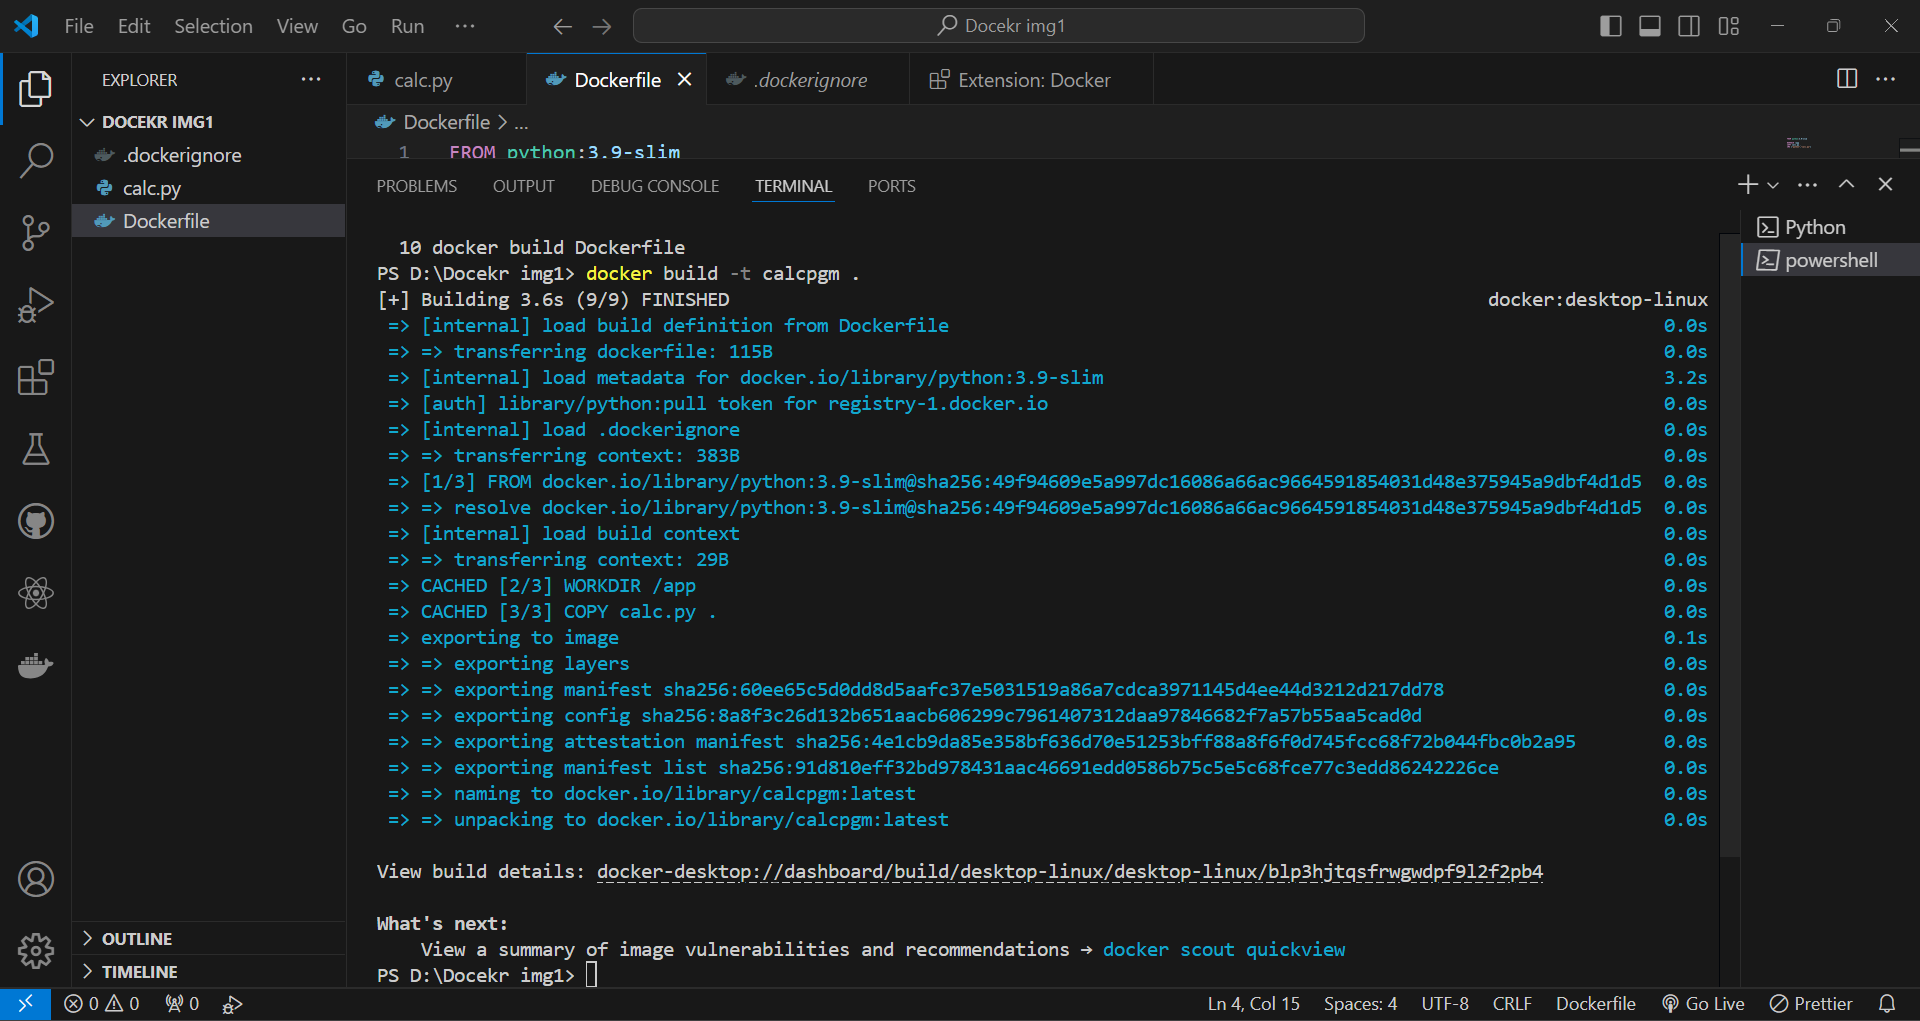 File Edit Selection View Go Run ··· Docekr img1
EXPLORER ···
DOCEKR IMG1
.dockerignore
calc.py
Dockerfile
OUTLINE
TIMELINE
calc.py Dockerfile .dockerignore Extension: Docker ···
Dockerfile > ...
1 FROM python:3.9-slim
PROBLEMS OUTPUT DEBUG CONSOLE TERMINAL PORTS ···
Python
powershell
10 docker build Dockerfile
PS D:\Docekr img1> docker build -t calcpgm .
[+] Building 3.6s (9/9) FINISHED docker:desktop-linux
=> [internal] load build definition from Dockerfile 0.0s
=> => transferring dockerfile: 115B 0.0s
=> [internal] load metadata for docker.io/library/python:3.9-slim 3.2s
=> [auth] library/python:pull token for registry-1.docker.io 0.0s
=> [internal] load .dockerignore 0.0s
=> => transferring context: 383B 0.0s
=> [1/3] FROM docker.io/library/python:3.9-slim@sha256:49f94609e5a997dc16086a66ac9664591854031d48e375945a9dbf4d1d5 0.0s
=> => resolve docker.io/library/python:3.9-slim@sha256:49f94609e5a997dc16086a66ac9664591854031d48e375945a9dbf4d1d5 0.0s
=> [internal] load build context 0.0s
=> => transferring context: 29B 0.0s
=> CACHED [2/3] WORKDIR /app 0.0s
=> CACHED [3/3] COPY calc.py . 0.0s
=> exporting to image 0.1s
=> => exporting layers 0.0s
=> => exporting manifest sha256:60ee65c5d0dd8d5aafc37e5031519a86a7cdca3971145d4ee44d3212d217dd78 0.0s
=> => exporting config sha256:8a8f3c26d132b651aacb606299c7961407312daa97846682f7a57b55aa5cad0d 0.0s
=> => exporting attestation manifest sha256:4e1cb9da85e358bf636d70e51253bff88a8f6f0d745fcc68f72b044fbc0b2a95 0.0s
=> => exporting manifest list sha256:91d810eff32bd978431aac46691edd0586b75c5e5c68fce77c3edd86242226ce 0.0s
=> => naming to docker.io/library/calcpgm:latest 0.0s
=> => unpacking to docker.io/library/calcpgm:latest 0.0s
View build details: docker-desktop://dashboard/build/desktop-linux/desktop-linux/blp3hjtqsfrwgwdpf9l2f2pb4
What's next:
View a summary of image vulnerabilities and recommendations → docker scout quickview
PS D:\Docekr img1>
0 0 0 Ln 4, Col 15 Spaces: 4 UTF-8 CRLF Dockerfile Go Live Prettier